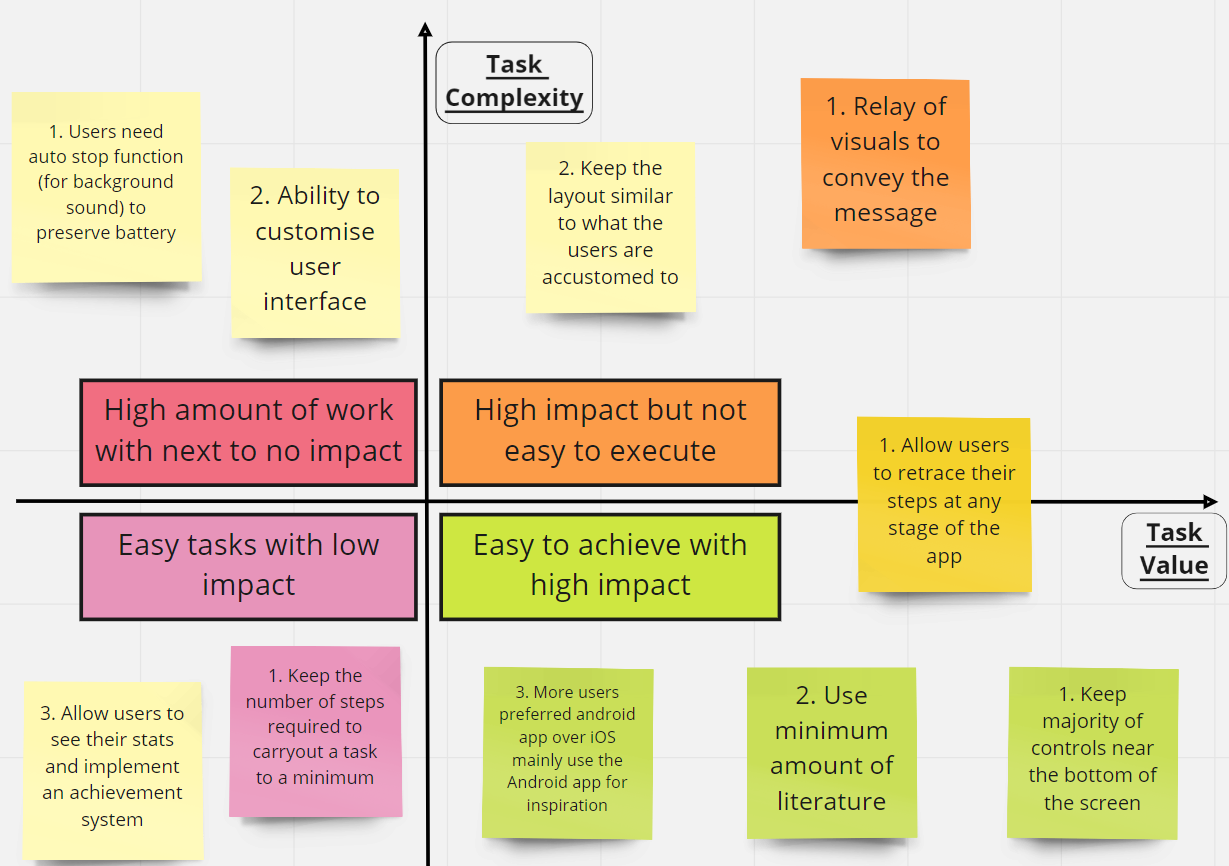 Task
Complexity
1. Users need
auto stop function
(for background
sound) to
preserve battery
2. Ability to
customise
user
interface
2. Keep the
layout similar
to what the
users are
accustomed to
1. Relay of
visuals to
convey the
message
High amount of work
with next to no impact
High impact but not
easy to execute
1. Allow users
to retrace their
steps at any
stage of the
app
Task
Value
Easy tasks with low
impact
Easy to achieve with
high impact
3. Allow users to
see their stats
and implement
an achievement
system
1. Keep the
number of steps
required to
carryout a task
to a minimum
3. More users
preferred android
app over iOS
mainly use the
Android app for
inspiration
2. Use
minimum
amount of
literature
1. Keep
majority of
controls near
the bottom of
the screen